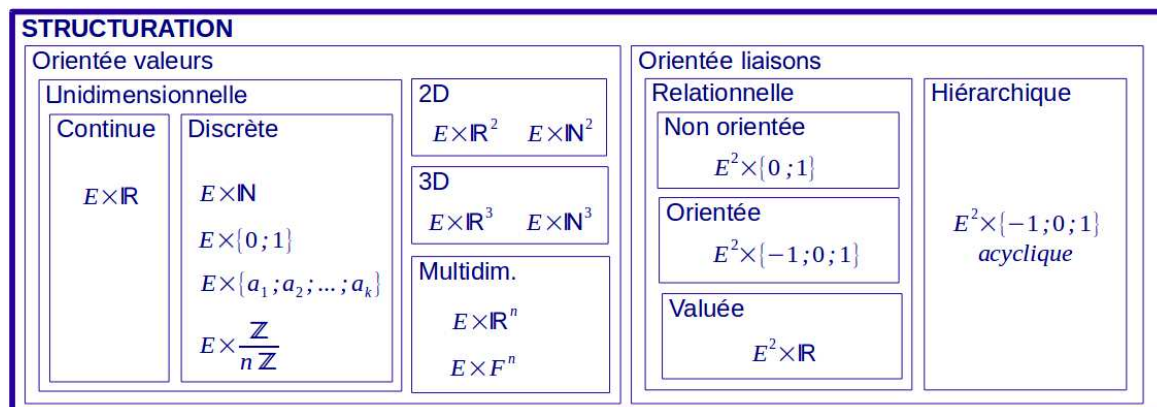 STRUCTURATION
Orientée valeurs
Unidimensionnelle
Continue
E×ℝ
Discrète
E×ℕ
E×{0;1}
E×{a₁;a₂;...;aₖ}
E×ℤ/nℤ
2D
E×ℝ² E×ℕ²
3D
E×ℝ³ E×ℕ³
Multidim.
E×ℝⁿ
E×Fⁿ
Orientée liaisons
Relationnelle
Non orientée
E²×{0;1}
Orientée
E²×{−1;0;1}
Valuée
E²×ℝ
Hiérarchique
E²×{−1;0;1}
acyclique